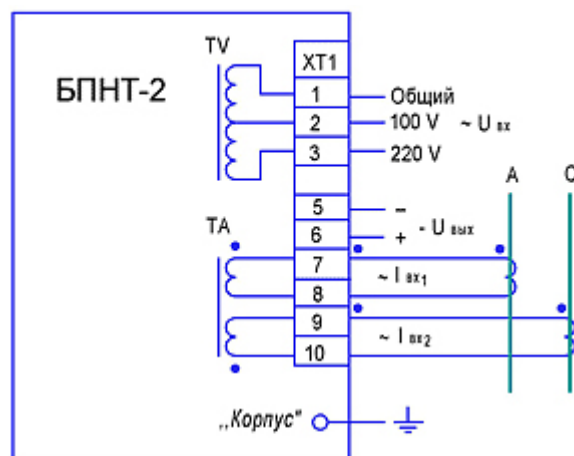 TV
XT1
БПНТ-2
1
Общий
2
100 V ~ U вх
3
220 V
A
C
5
–
TA
6
+
- U вых
7
~ I вх1
8
9
~ I вх2
10
,,Корпус"